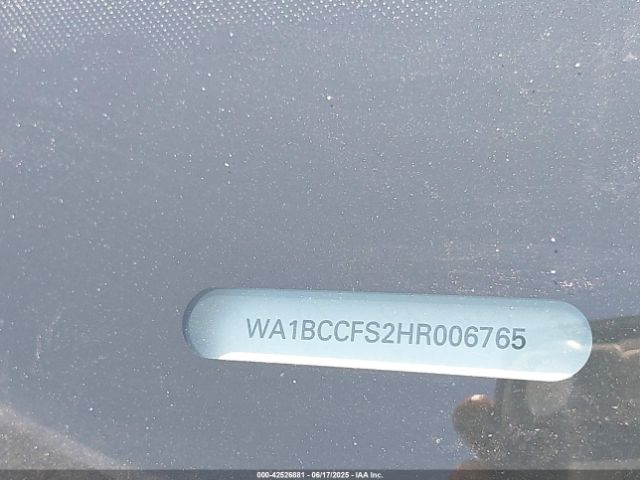 WA1BCCFS2HR006765
000-42526881 - 06/17/2025 - IAA Inc.